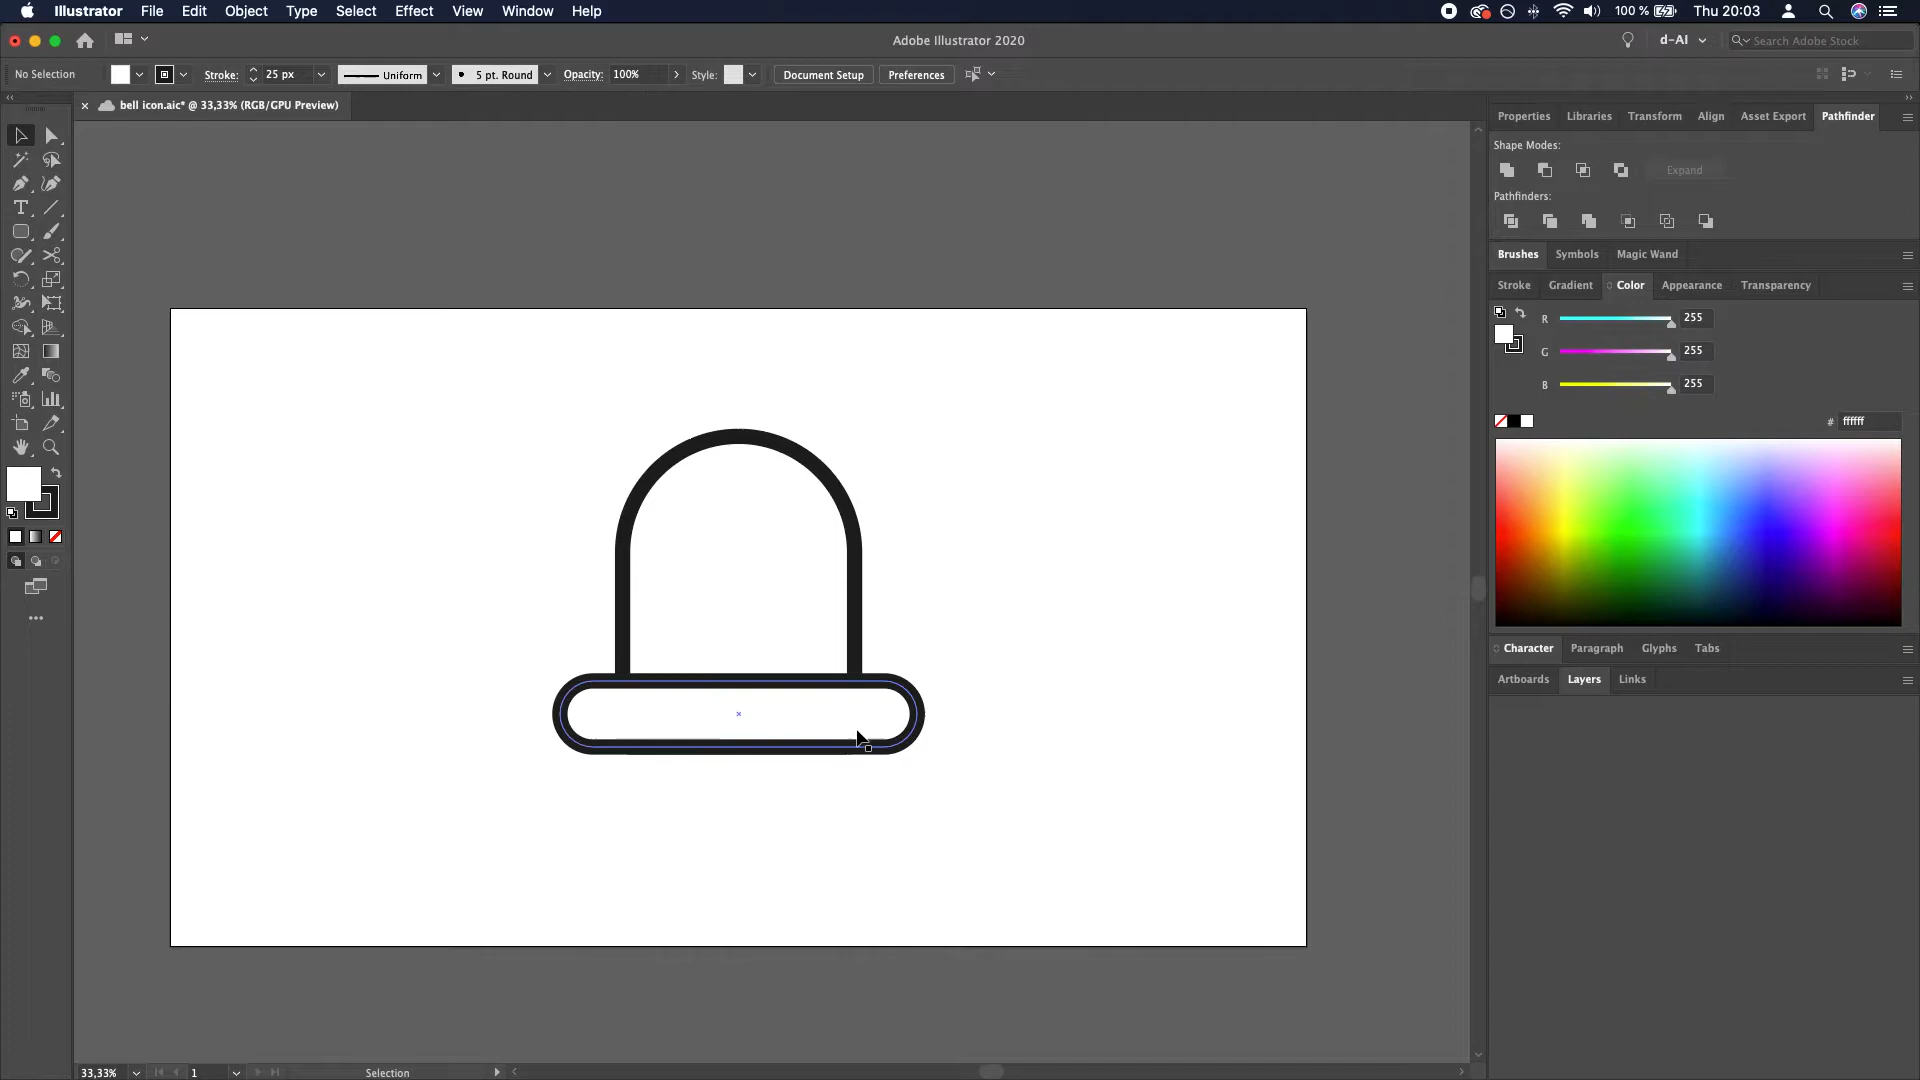 Illustrator File Edit Object Type Select Effect View Window Help 100 % Thu 20:03
Adobe Illustrator 2020 d-AI Search Adobe Stock
No Selection Stroke: 25 px Uniform 5 pt. Round Opacity: 100% Style: Document Setup Preferences
× bell icon.aic* @ 33,33% (RGB/GPU Preview)
Properties Libraries Transform Align Asset Export Pathfinder
Shape Modes:
Expand
Pathfinders:
Brushes Symbols Magic Wand
Stroke Gradient Color Appearance Transparency
R 255
G 255
B 255
# ffffff
Character Paragraph Glyphs Tabs
Artboards Layers Links
33,33% 1 Selection